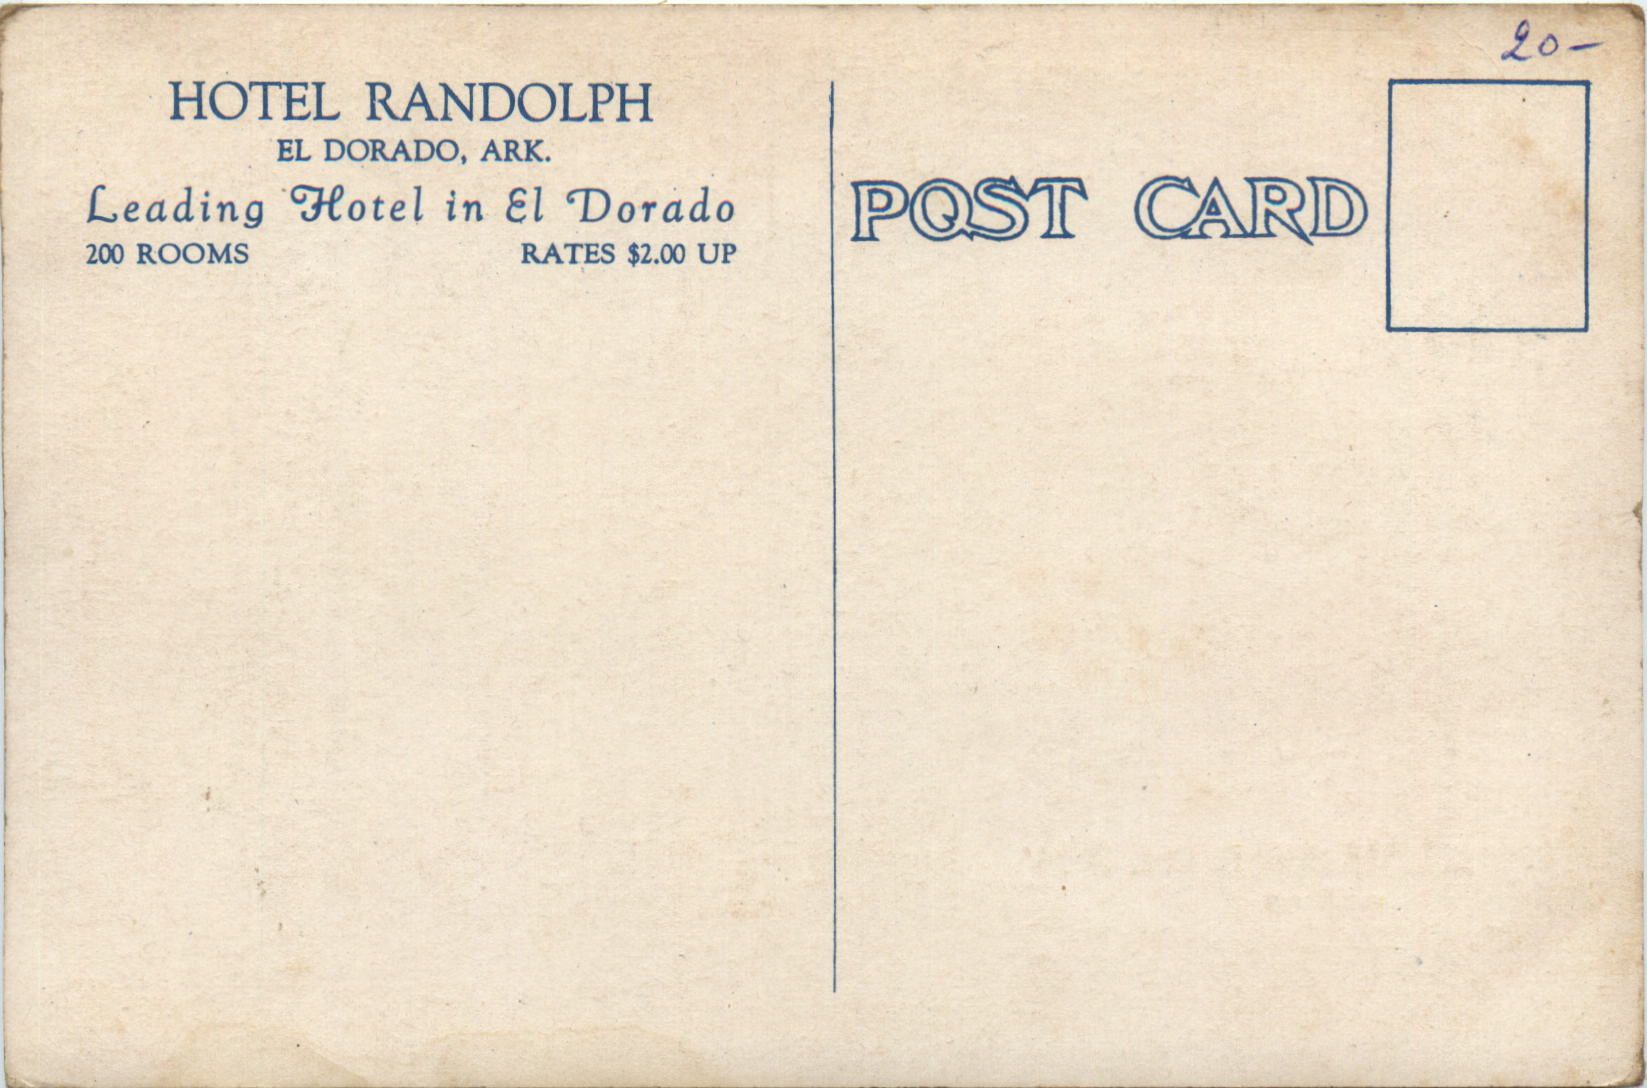 HOTEL RANDOLPH
EL DORADO, ARK.
Leading Hotel in El Dorado
200 ROOMS RATES $2.00 UP
POST CARD
20-